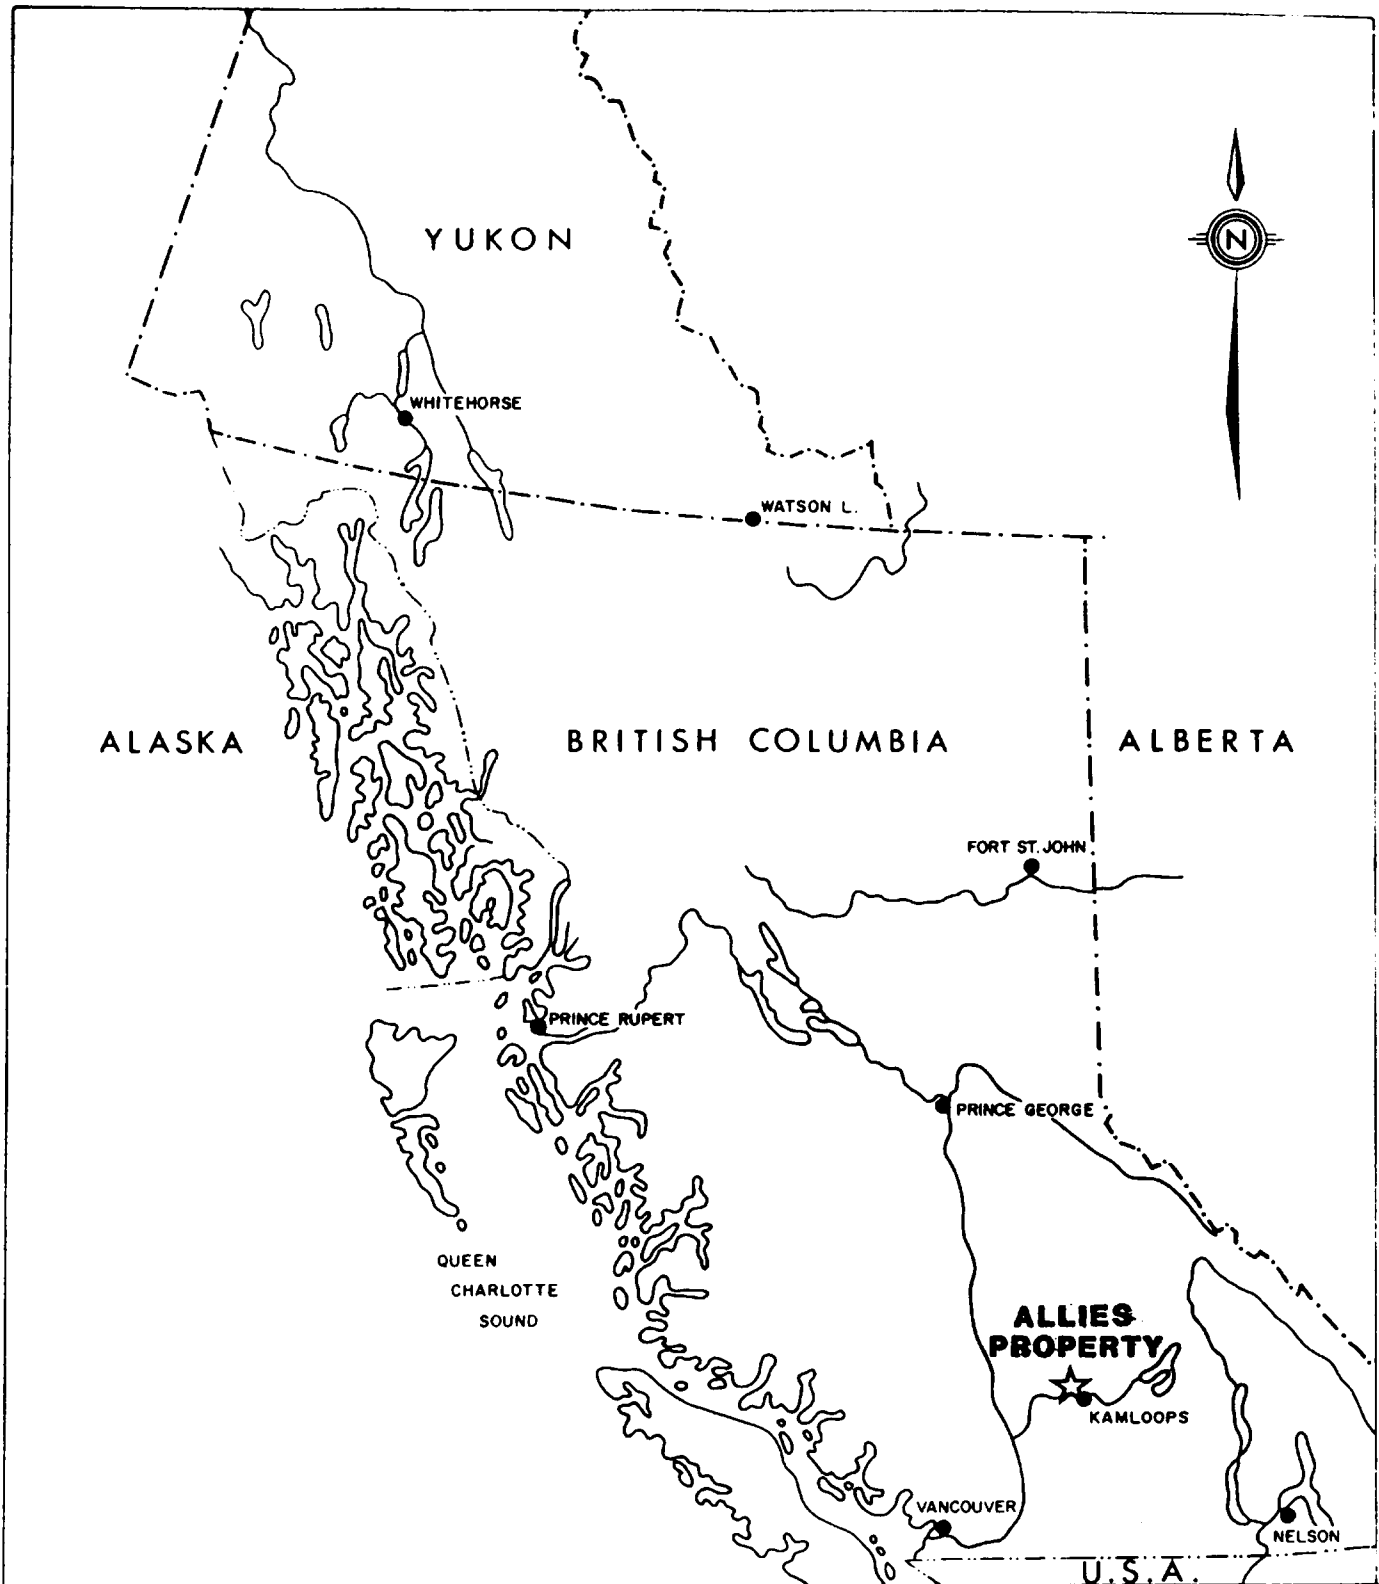 YUKON
N
WHITEHORSE
WATSON L.
ALASKA
BRITISH COLUMBIA
ALBERTA
FORT ST. JOHN
PRINCE RUPERT
PRINCE GEORGE
QUEEN
CHARLOTTE
SOUND
ALLIES
PROPERTY
KAMLOOPS
VANCOUVER
NELSON
U.S.A.